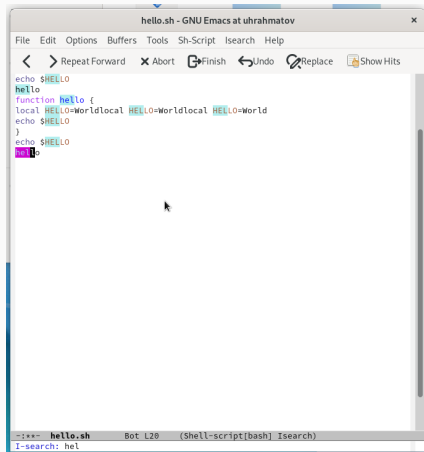 hello.sh - GNU Emacs at uhrahmatov
×
File Edit Options Buffers Tools Sh-Script Isearch Help
Repeat Forward Abort Finish Undo Replace Show Hits
echo $HELLO
hello
function hello {
local HELLO=Worldlocal HELLO=Worldlocal HELLO=World
echo $HELLO
}
echo $HELLO
hello
-:**- hello.sh Bot L20 (Shell-script[bash] Isearch)
I-search: hel